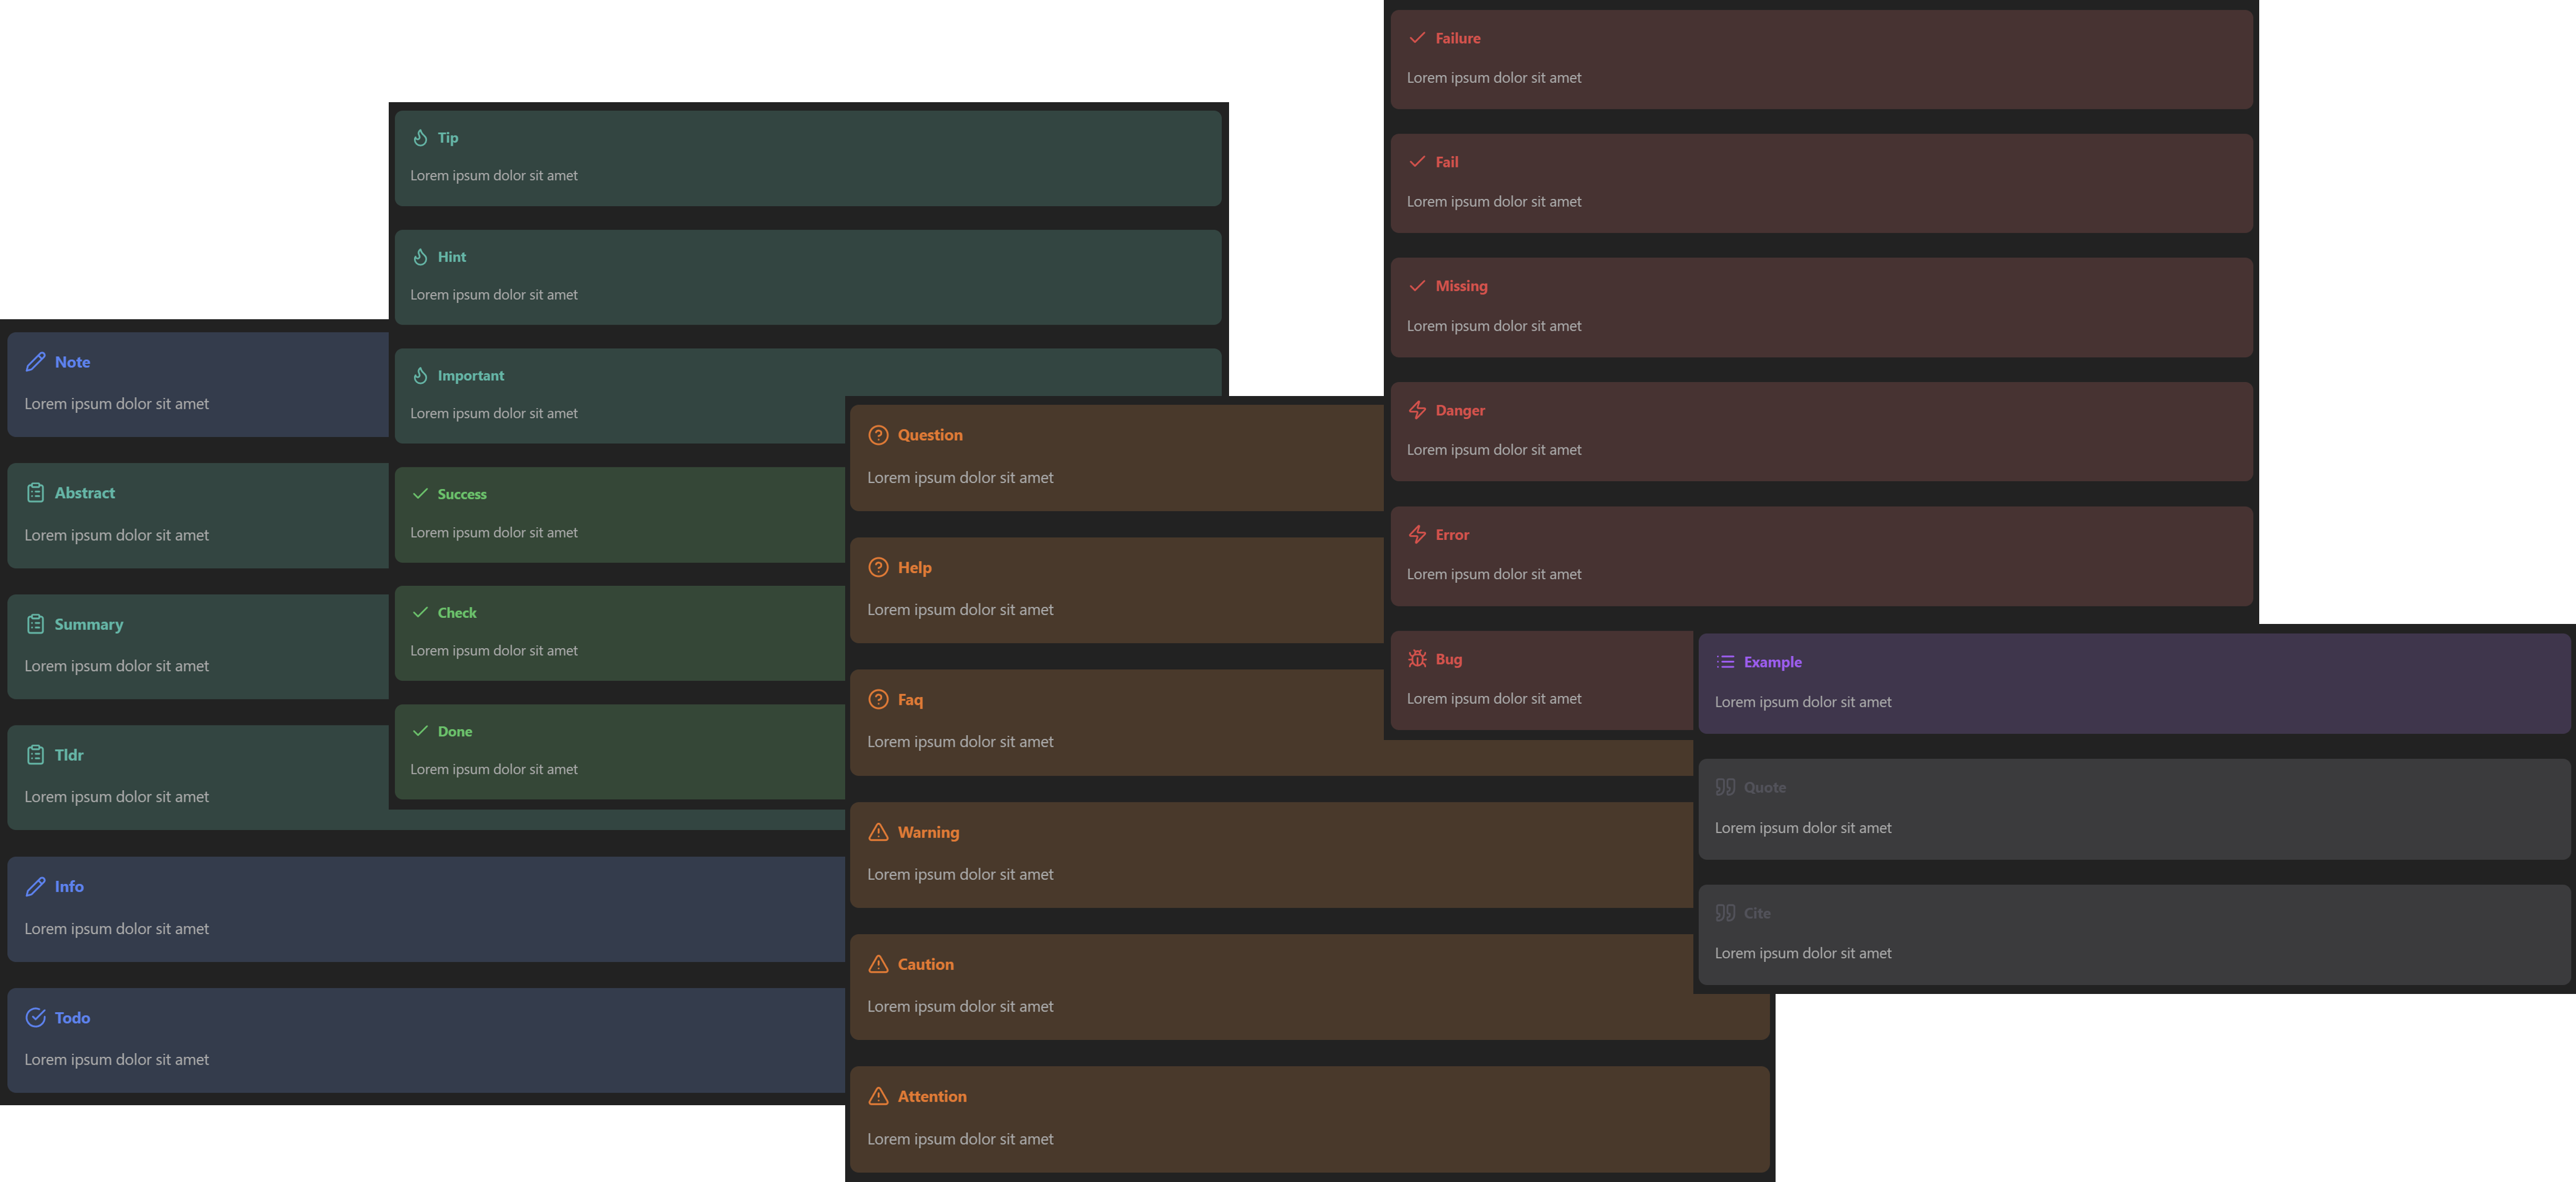 Note
Lorem ipsum dolor sit amet
Abstract
Lorem ipsum dolor sit amet
Summary
Lorem ipsum dolor sit amet
Tldr
Lorem ipsum dolor sit amet
Info
Lorem ipsum dolor sit amet
Todo
Lorem ipsum dolor sit amet
Tip
Lorem ipsum dolor sit amet
Hint
Lorem ipsum dolor sit amet
Important
Lorem ipsum dolor sit amet
Success
Lorem ipsum dolor sit amet
Check
Lorem ipsum dolor sit amet
Done
Lorem ipsum dolor sit amet
Question
Lorem ipsum dolor sit amet
Help
Lorem ipsum dolor sit amet
Faq
Lorem ipsum dolor sit amet
Warning
Lorem ipsum dolor sit amet
Caution
Lorem ipsum dolor sit amet
Attention
Lorem ipsum dolor sit amet
Failure
Lorem ipsum dolor sit amet
Fail
Lorem ipsum dolor sit amet
Missing
Lorem ipsum dolor sit amet
Danger
Lorem ipsum dolor sit amet
Error
Lorem ipsum dolor sit amet
Bug
Lorem ipsum dolor sit amet
Example
Lorem ipsum dolor sit amet
Quote
Lorem ipsum dolor sit amet
Cite
Lorem ipsum dolor sit amet